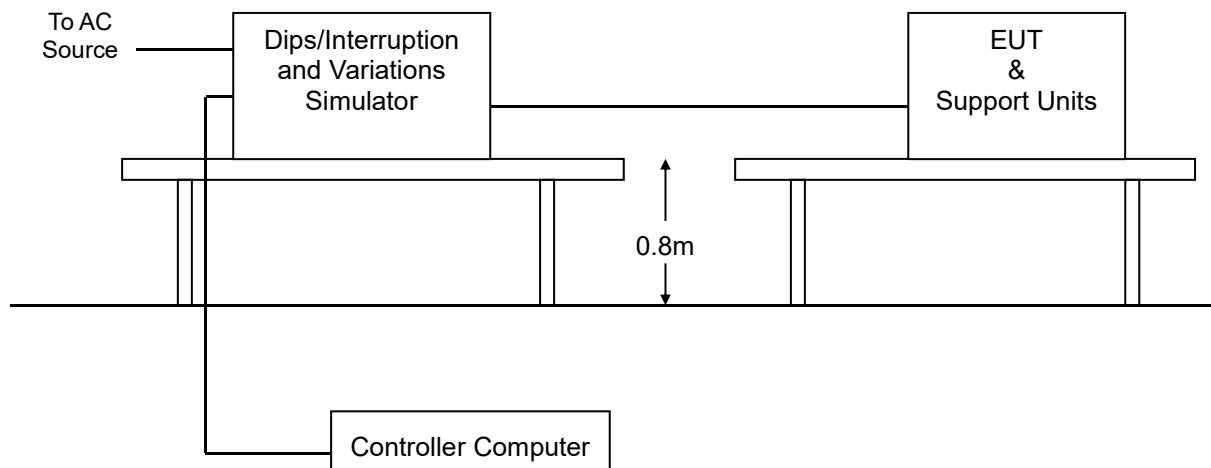 To AC
Source
Dips/Interruption
and Variations
Simulator
EUT
&
Support Units
0.8m
Controller Computer